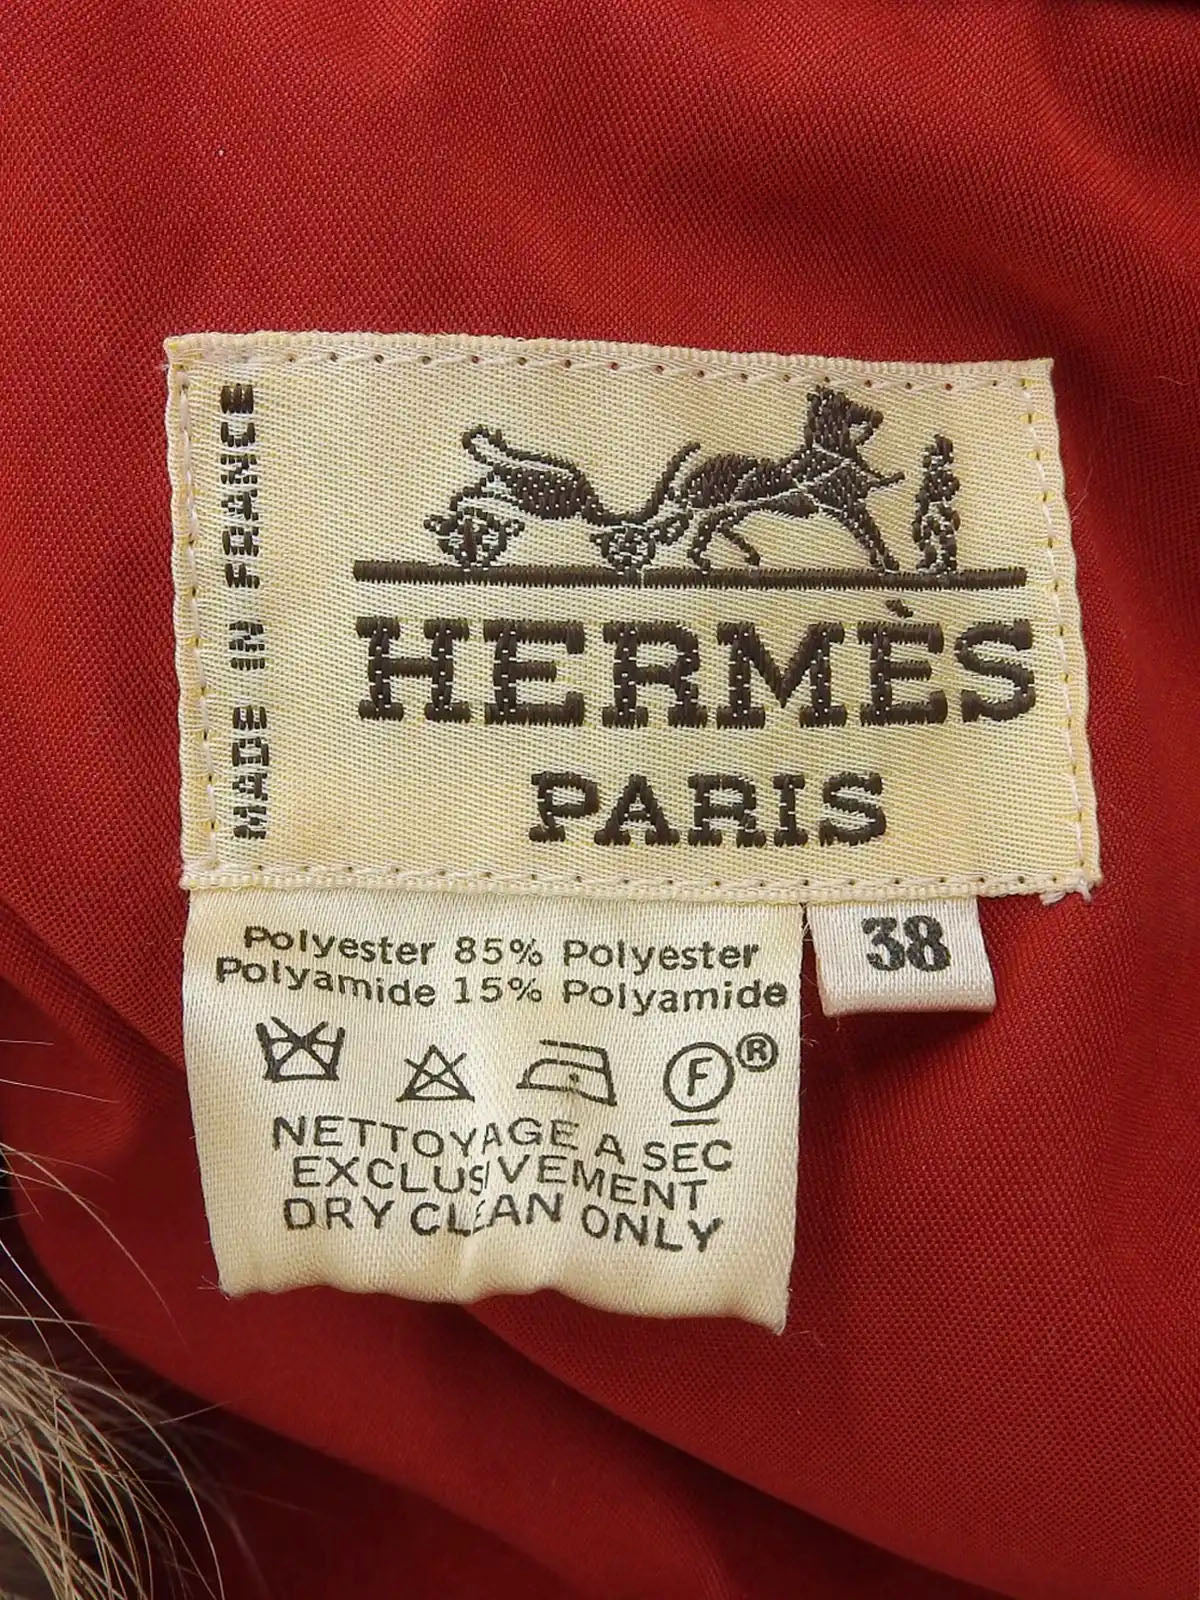 MADE IN FRANCE
HERMÈS
PARIS
38
Polyester 85% Polyester
Polyamide 15% Polyamide
F ®
NETTOYAGE A SEC
EXCLUSIVEMENT
DRY CLEAN ONLY